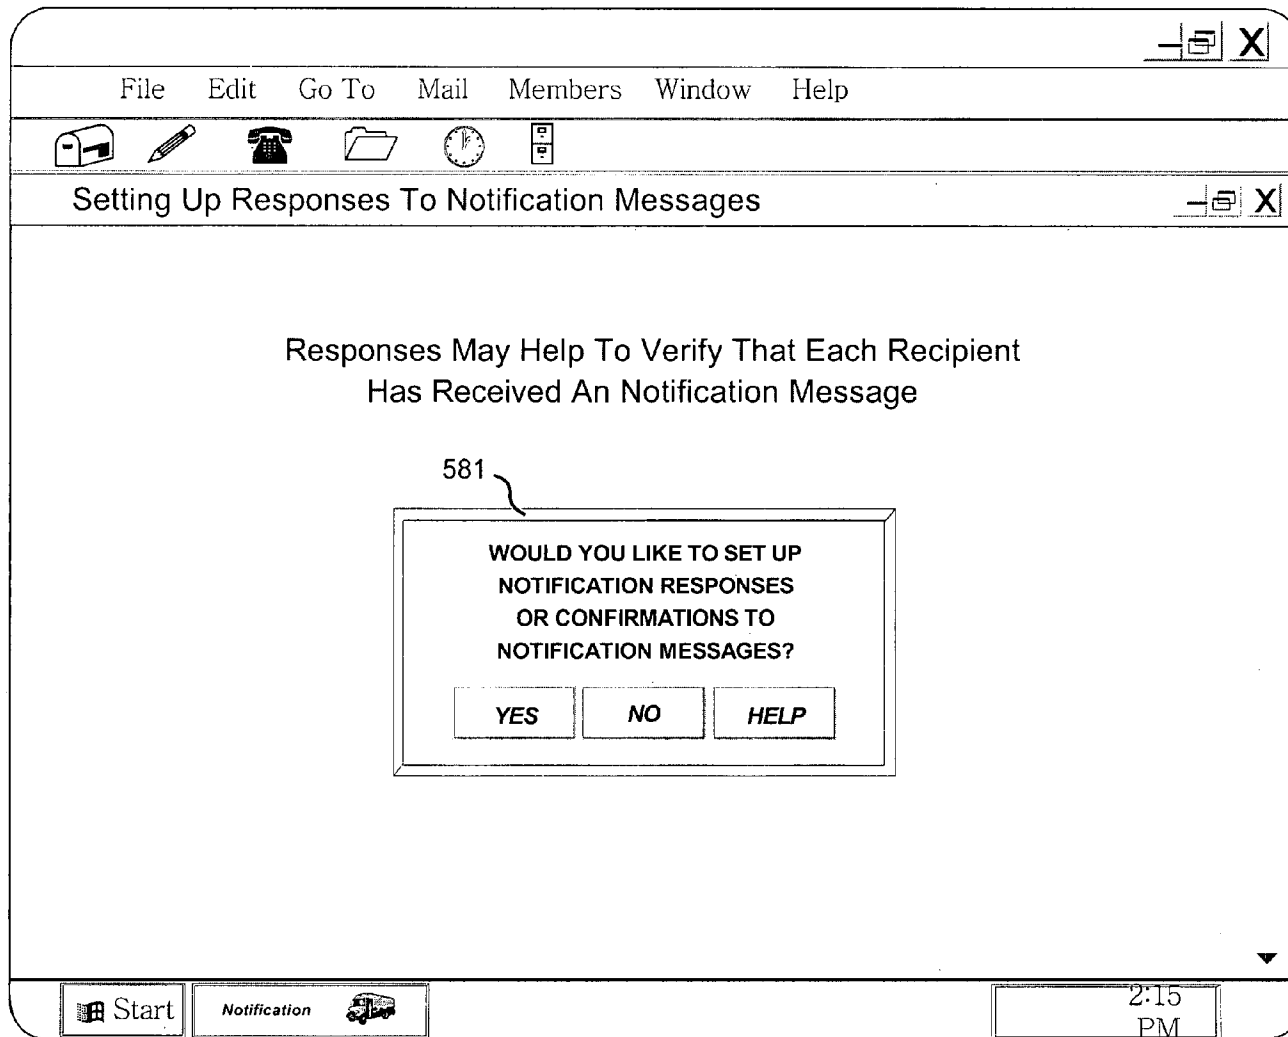 X
File Edit Go To Mail Members Window Help
Setting Up Responses To Notification Messages X
Responses May Help To Verify That Each Recipient
Has Received An Notification Message
581
WOULD YOU LIKE TO SET UP
NOTIFICATION RESPONSES
OR CONFIRMATIONS TO
NOTIFICATION MESSAGES?
YES NO HELP
Start Notification 2:15
PM